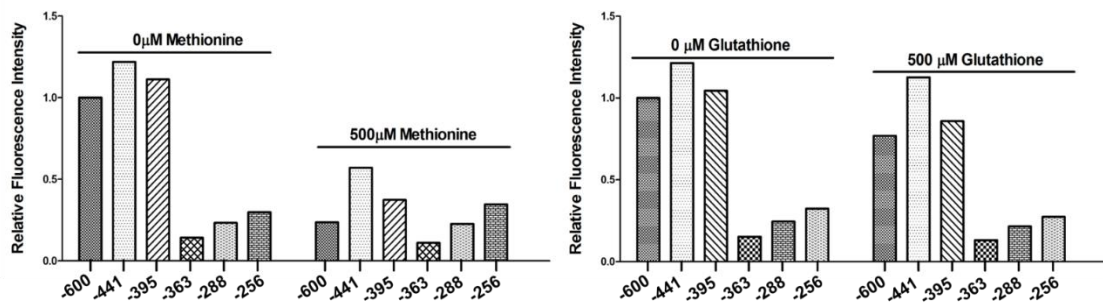 Relative Fluorescence Intensity
1.5
1.0
0.5
0.0
0μM Methionine
500μM Methionine
-600 -441 -395 -363 -288 -256 -600 -441 -395 -363 -288 -256
Relative Fluorescence Intensity
1.5
1.0
0.5
0.0
0 μM Glutathione
500 μM Glutathione
-600 -441 -395 -363 -288 -256 -600 -441 -395 -363 -288 -256